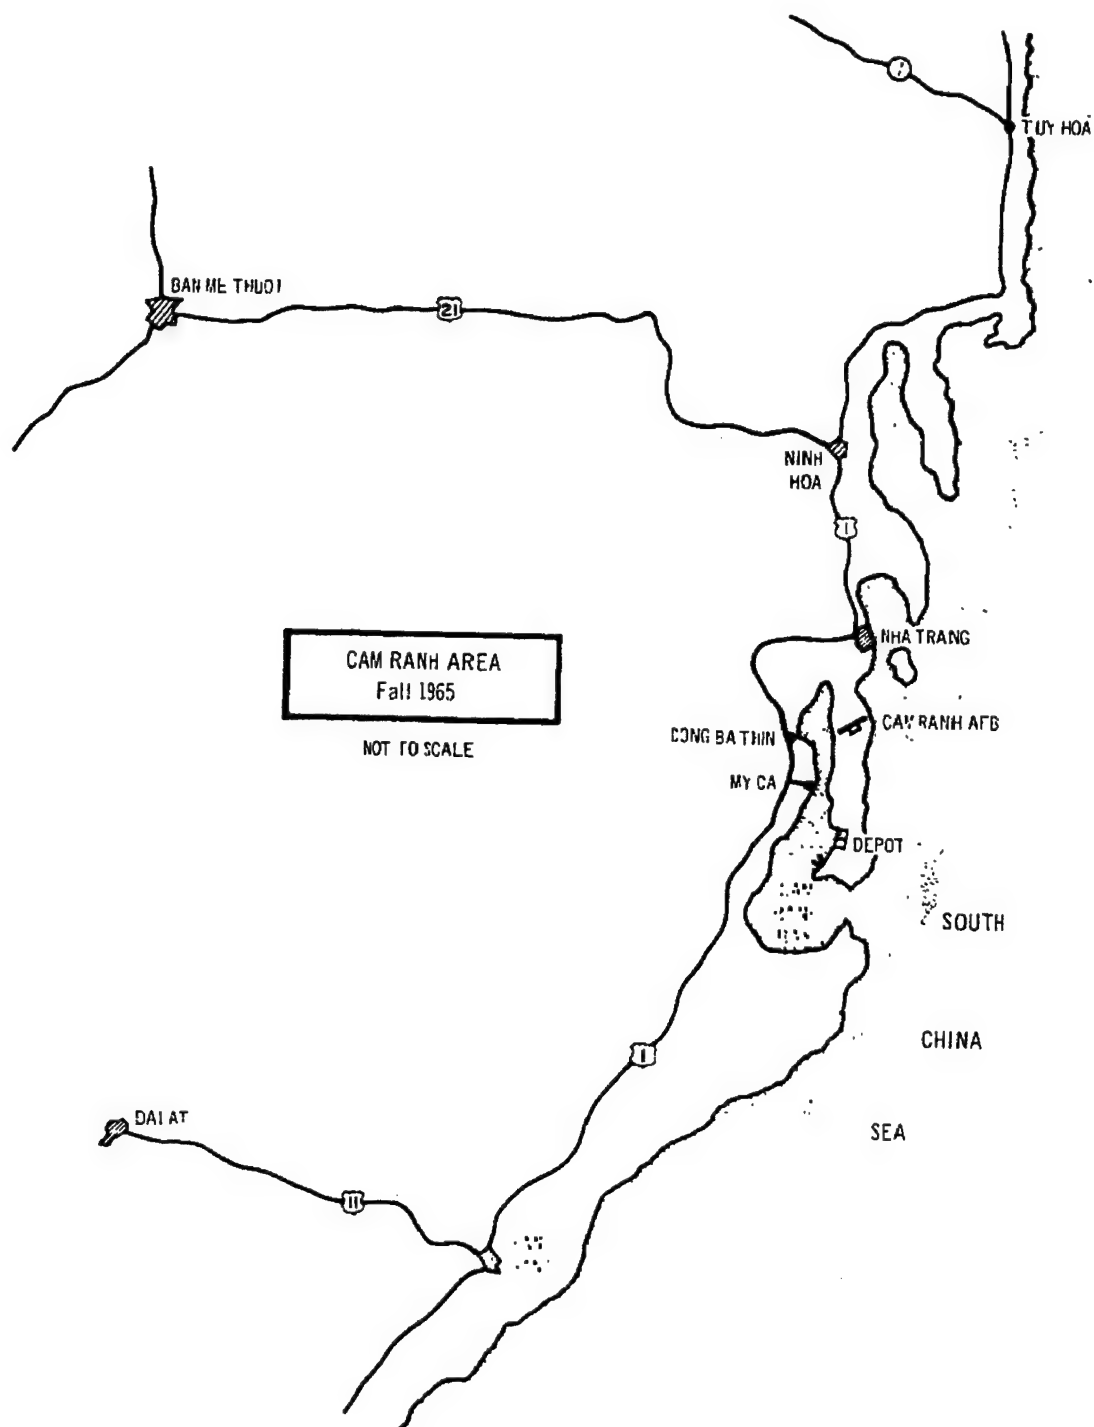 TUY HOA
BAN ME THUOT
21
NINH
HOA
1
NHA TRANG
CAM RANH AREA
Fall 1965
NOT TO SCALE
CAM RANH AFB
DONG BA THIN
MY CA
DEPOT
SOUTH
CHINA
1
SEA
DALAT
11